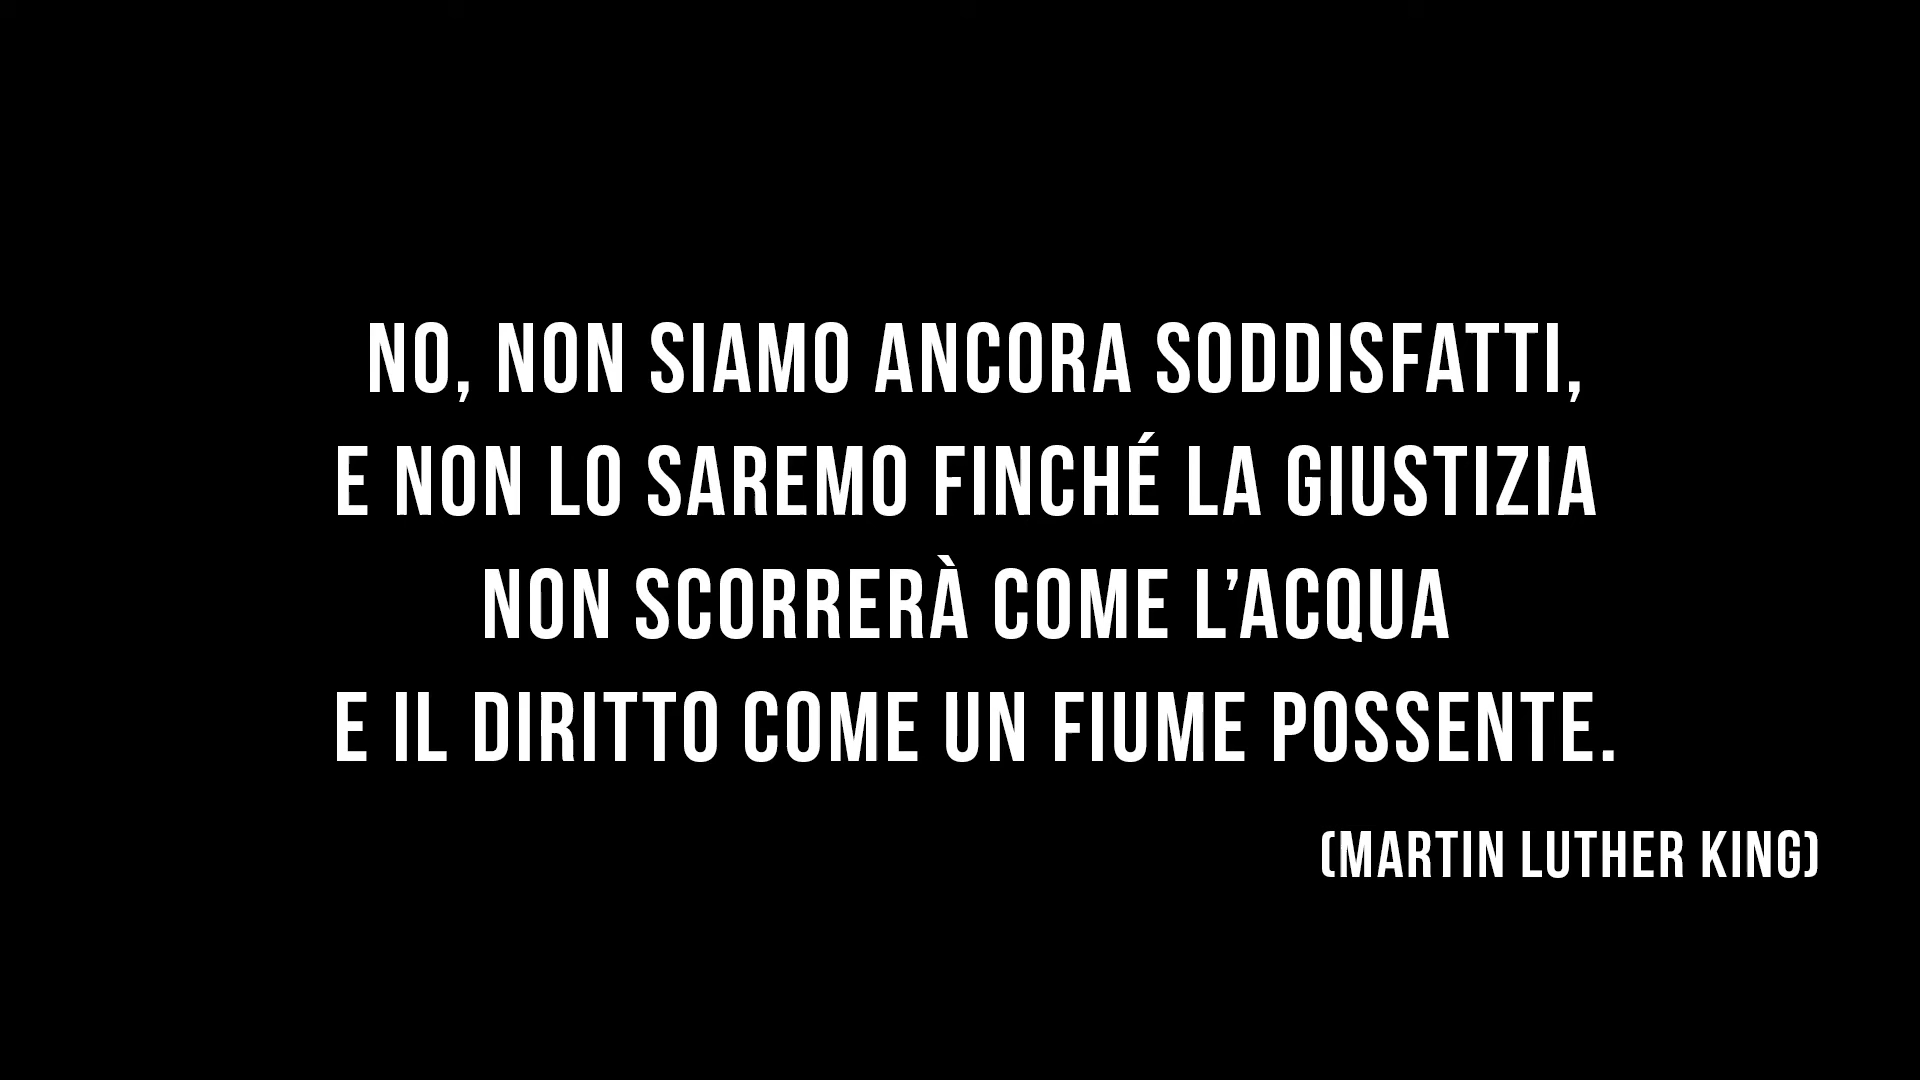 NO, NON SIAMO ANCORA SODDISFATTI,
E NON LO SAREMO FINCHÉ LA GIUSTIZIA
NON SCORRERÀ COME L’ACQUA
E IL DIRITTO COME UN FIUME POSSENTE.
(MARTIN LUTHER KING)